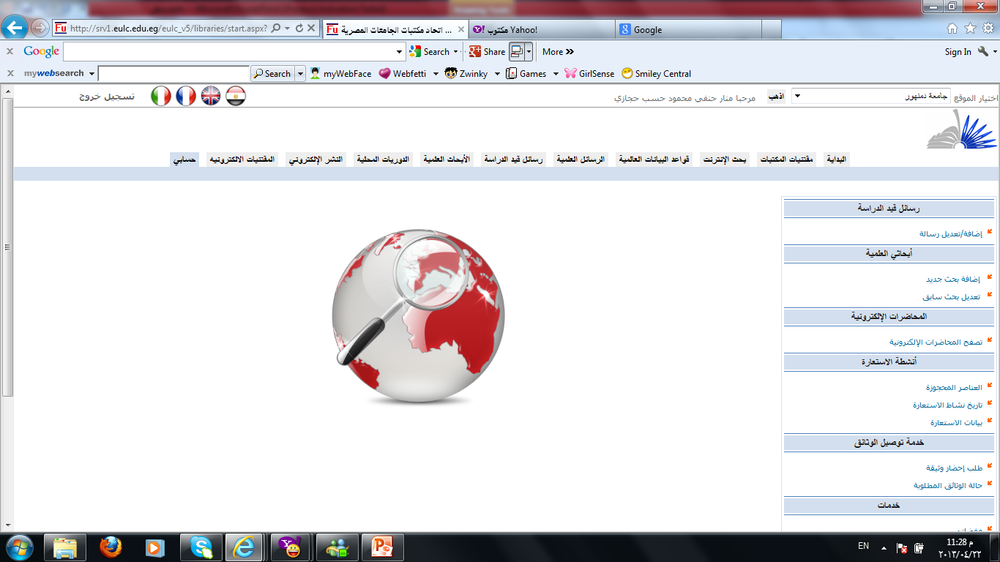 http://srv1.eulc.edu.eg/eulc_v5/libraries/start.aspx?
اتحاد مكتبات الجامعات المصرية ...
مكتوب Yahoo!
Google
Google
Search
Share
More
Sign In
mywebsearch
Search
myWebFace
Webfetti
Zwinky
Games
GirlSense
Smiley Central
اختيار الموقع
جامعة دمنهور
اذهب
مرحبا منار حنفي محمود حسب حجازي
تسجيل خروج
البداية
مقتنيات المكتبات
بحث الإنترنت
قواعد البيانات العالمية
الرسائل العلمية
رسائل قيد الدراسة
الأبحاث العلمية
الدوريات المحلية
النشر الإلكتروني
المقتنيات الالكترونيه
حسابي
رسائل قيد الدراسة
إضافة/تعديل رسالة
أبحاثي العلمية
إضافة بحث جديد
تعديل بحث سابق
المحاضرات الإلكترونية
تصفح المحاضرات الإلكترونية
أنشطة الاستعارة
العناصر المحجوزة
تاريخ نشاط الاستعارة
بيانات الاستعارة
خدمة توصيل الوثائق
طلب إحضار وثيقة
حالة الوثائق المطلوبة
خدمات
EN
11:28 م
٢٠١٣/٠٤/٢٢